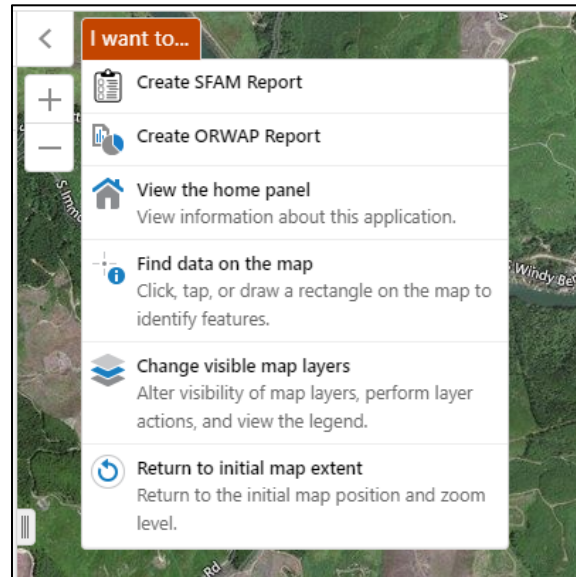 I want to...
Create SFAM Report
Create ORWAP Report
View the home panel
View information about this application.
Find data on the map
Click, tap, or draw a rectangle on the map to
identify features.
Change visible map layers
Alter visibility of map layers, perform layer
actions, and view the legend.
Return to initial map extent
Return to the initial map position and zoom
level.
S Windy Be
S Imm
Rd